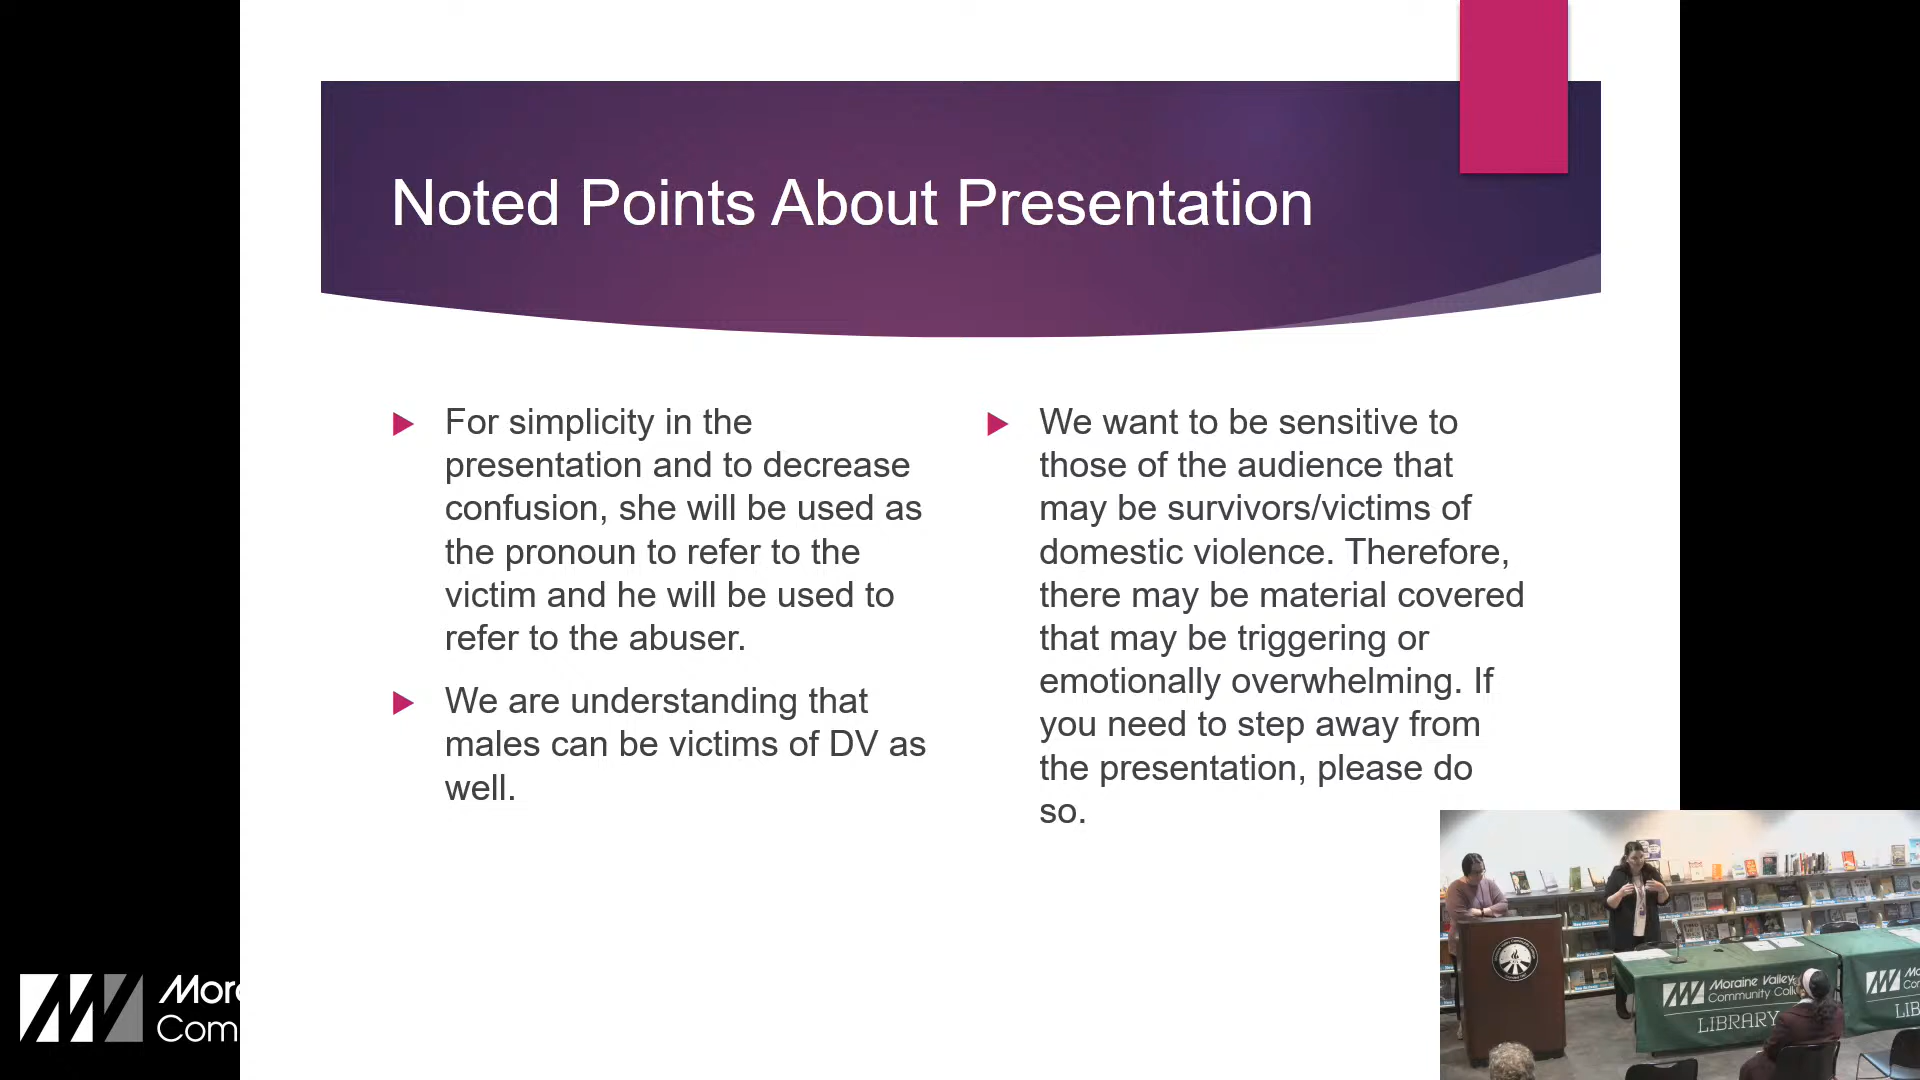 Noted Points About Presentation
For simplicity in the
presentation and to decrease
confusion, she will be used as
the pronoun to refer to the
victim and he will be used to
refer to the abuser.
We are understanding that
males can be victims of DV as
well.
We want to be sensitive to
those of the audience that
may be survivors/victims of
domestic violence. Therefore,
there may be material covered
that may be triggering or
emotionally overwhelming. If
you need to step away from
the presentation, please do
so.
Mor
Com
Moraine Valley
Community Coll
LIBRARY
LIB